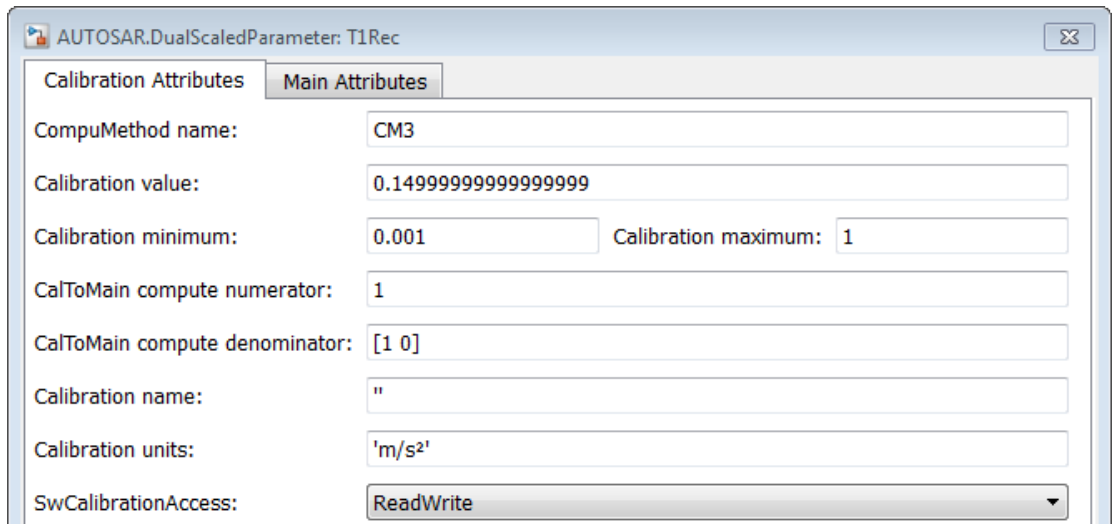 AUTOSAR.DualScaledParameter: T1Rec
Calibration Attributes Main Attributes
CompuMethod name: CM3
Calibration value: 0.14999999999999999
Calibration minimum: 0.001 Calibration maximum: 1
CalToMain compute numerator: 1
CalToMain compute denominator: [1 0]
Calibration name: ''
Calibration units: 'm/s²'
SwCalibrationAccess: ReadWrite